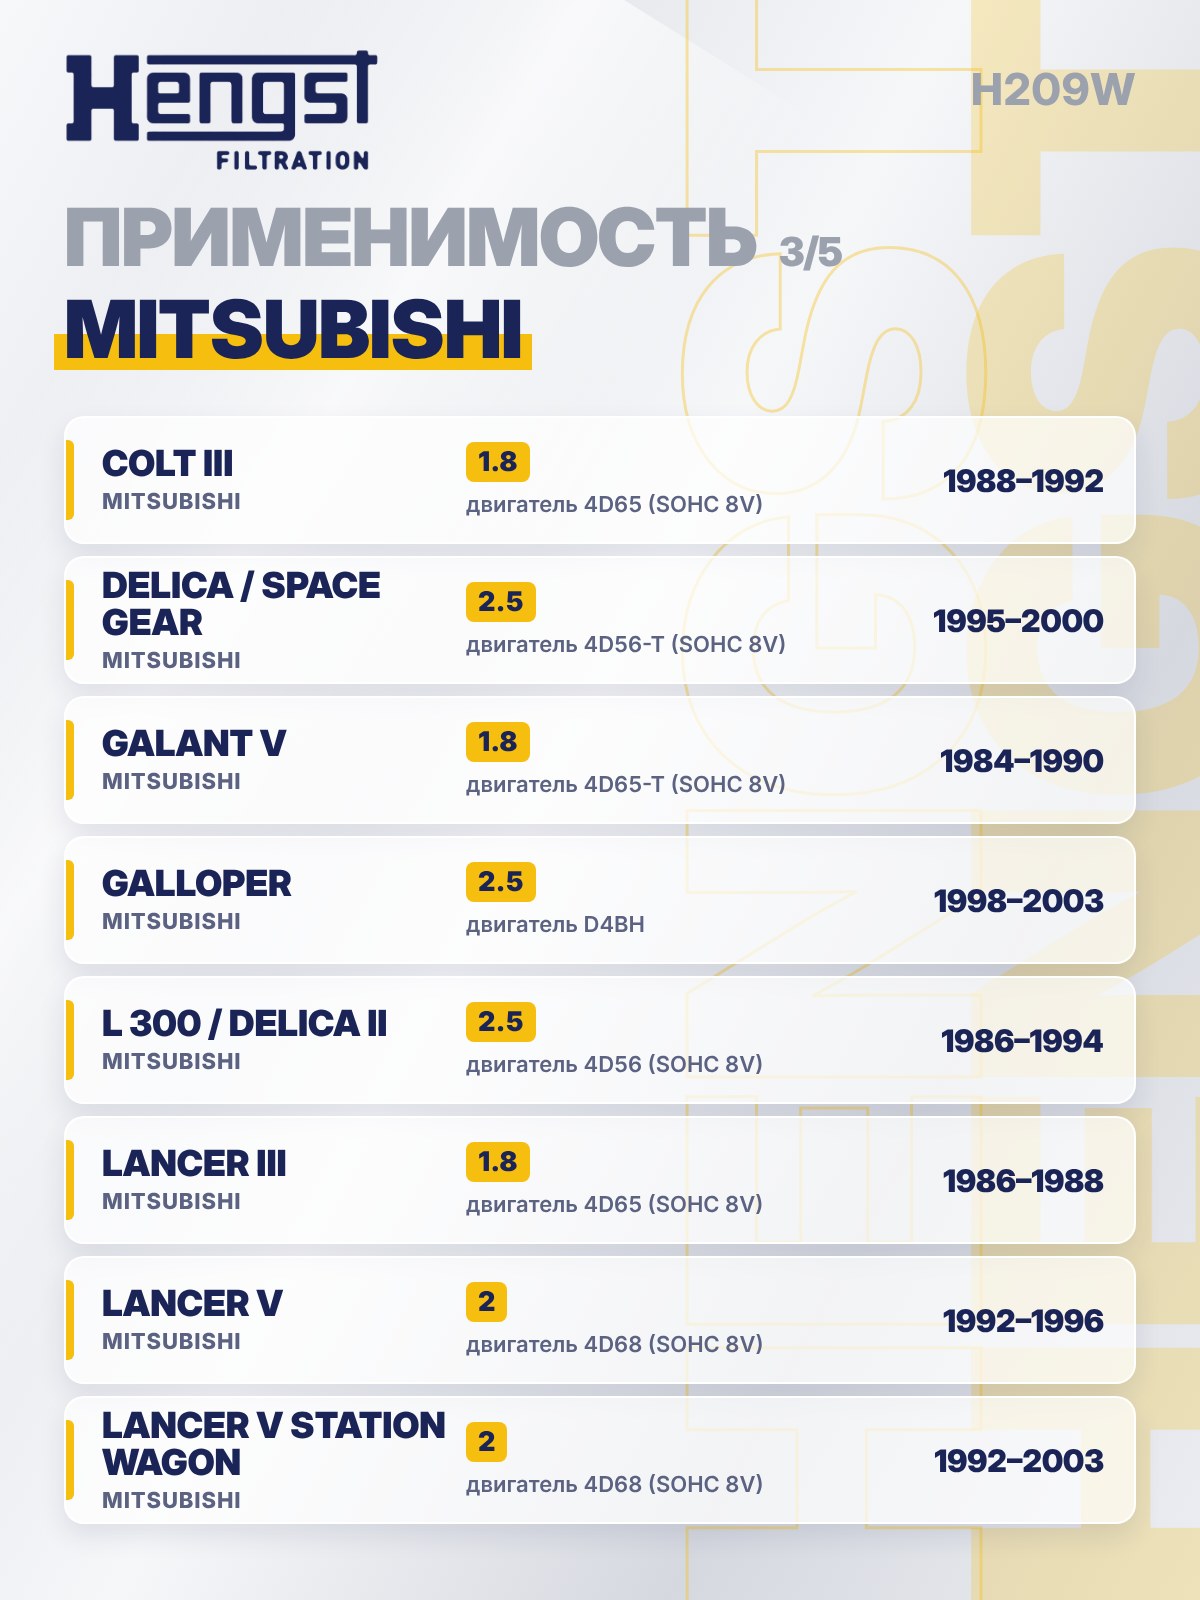 Hengst
FILTRATION
H209W
ПРИМЕНИМОСТЬ 3/5
MITSUBISHI
COLT III
MITSUBISHI
1.8
двигатель 4D65 (SOHC 8V)
1988–1992
DELICA / SPACE
GEAR
MITSUBISHI
2.5
двигатель 4D56-T (SOHC 8V)
1995–2000
GALANT V
MITSUBISHI
1.8
двигатель 4D65-T (SOHC 8V)
1984–1990
GALLOPER
MITSUBISHI
2.5
двигатель D4BH
1998–2003
L 300 / DELICA II
MITSUBISHI
2.5
двигатель 4D56 (SOHC 8V)
1986–1994
LANCER III
MITSUBISHI
1.8
двигатель 4D65 (SOHC 8V)
1986–1988
LANCER V
MITSUBISHI
2
двигатель 4D68 (SOHC 8V)
1992–1996
LANCER V STATION
WAGON
MITSUBISHI
2
двигатель 4D68 (SOHC 8V)
1992–2003
HENGST
HENGST